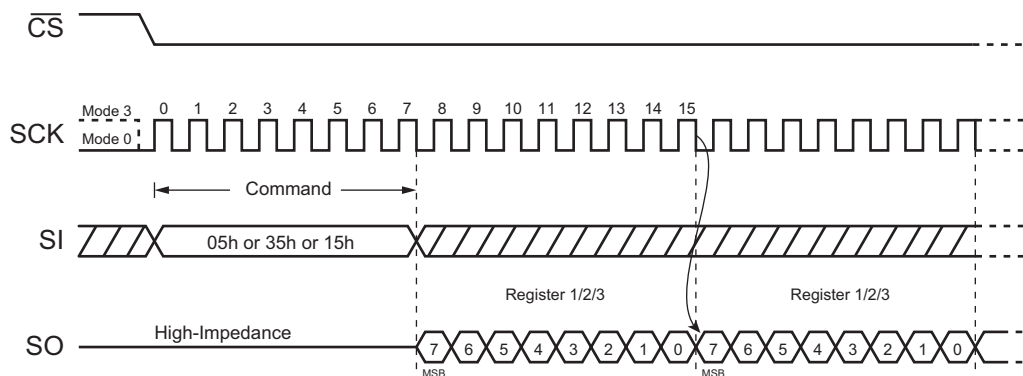 CS
Mode 3
0 1 2 3 4 5 6 7 8 9 10 11 12 13 14 15
SCK
Mode 0
Command
SI
05h or 35h or 15h
Register 1/2/3 Register 1/2/3
High-Impedance
SO
7 6 5 4 3 2 1 0 7 6 5 4 3 2 1 0
MSB MSB